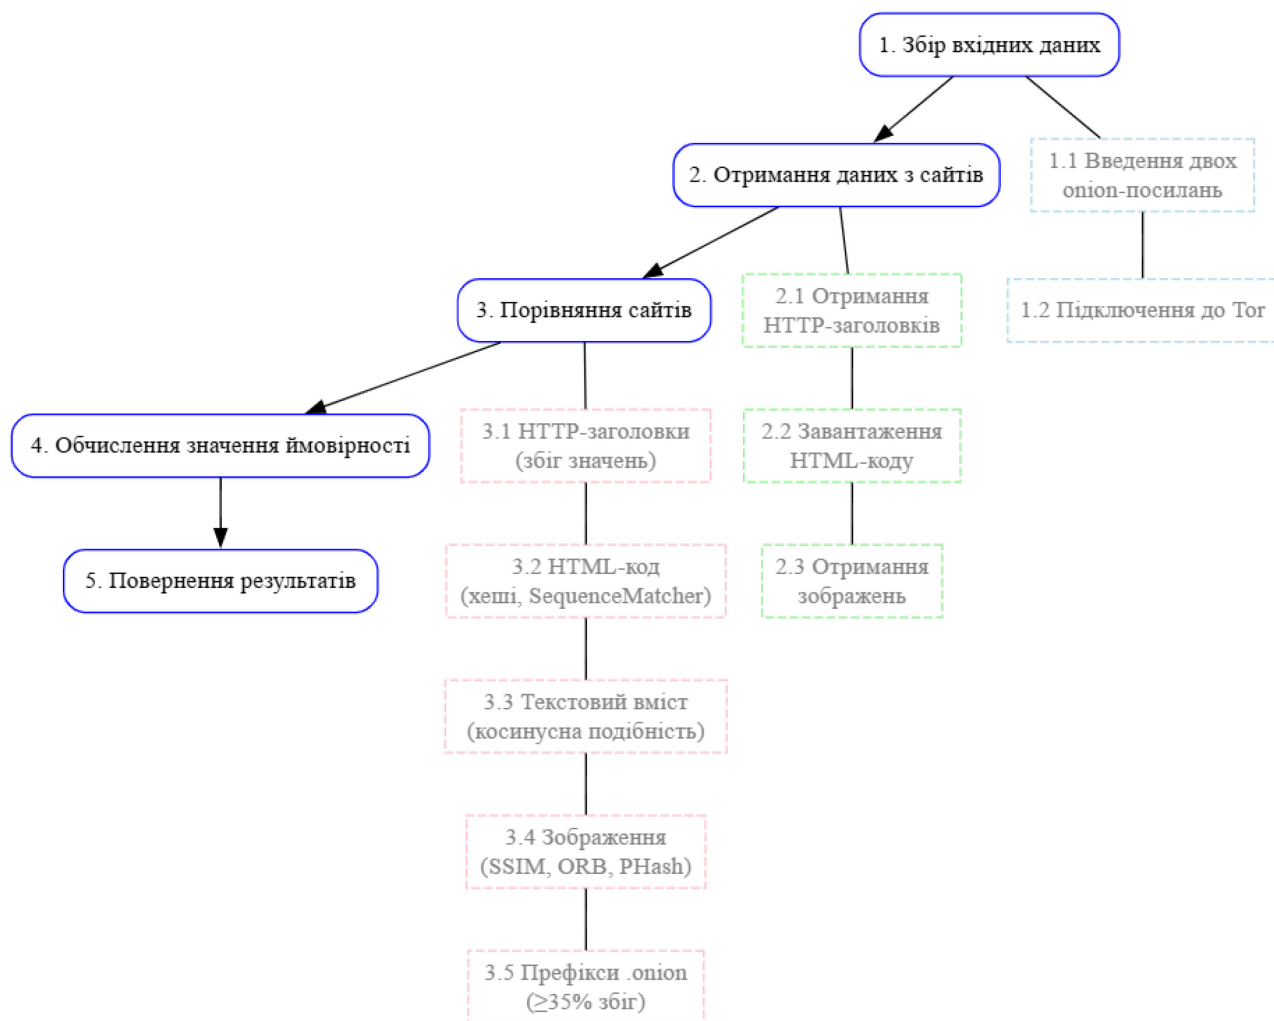 1. Збір вхідних даних
2. Отримання даних з сайтів
1.1 Введення двох
onion-посилань
3. Порівняння сайтів
2.1 Отримання
HTTP-заголовків
1.2 Підключення до Tor
4. Обчислення значення ймовірності
3.1 HTTP-заголовки
(збіг значень)
2.2 Завантаження
HTML-коду
5. Повернення результатів
3.2 HTML-код
(хеші, SequenceMatcher)
2.3 Отримання
зображень
3.3 Текстовий вміст
(косинусна подібність)
3.4 Зображення
(SSIM, ORB, PHash)
3.5 Префікси .onion
(≥35% збіг)